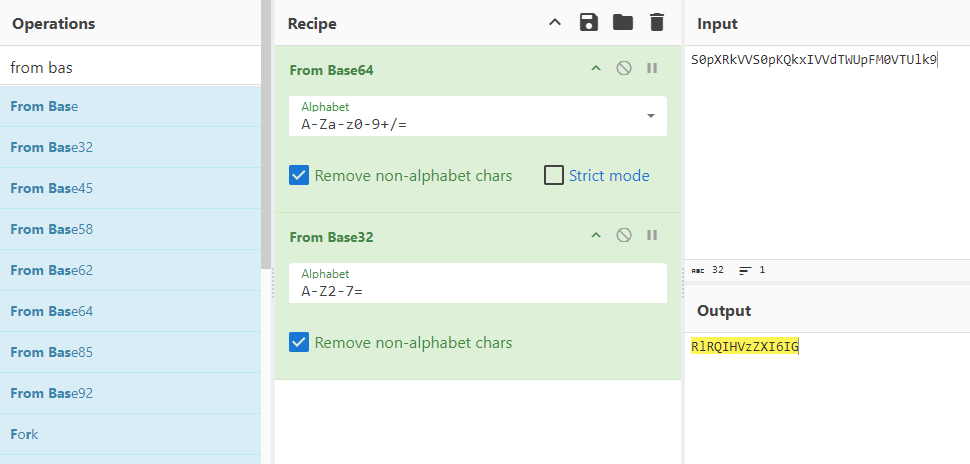 Operations
from bas
From Base
From Base32
From Base45
From Base58
From Base62
From Base64
From Base85
From Base92
Fork
Recipe
From Base64
Alphabet
A-Za-z0-9+/=
Remove non-alphabet chars
Strict mode
From Base32
Alphabet
A-Z2-7=
Remove non-alphabet chars
Input
S0pXRkVVS0pKQkxIVVdTWUpFM0VTUlk9
ABC 32 1
Output
RlRQIHVzZXI6IG